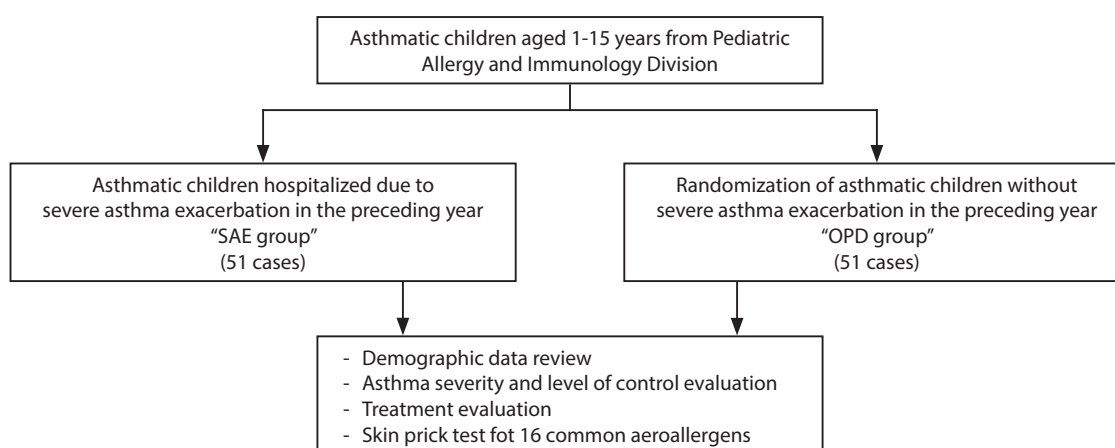 Asthmatic children aged 1-15 years from Pediatric
Allergy and Immunology Division
Asthmatic children hospitalized due to
severe asthma exacerbation in the preceding year
“SAE group”
(51 cases)
Randomization of asthmatic children without
severe asthma exacerbation in the preceding year
“OPD group”
(51 cases)
- Demographic data review
- Asthma severity and level of control evaluation
- Treatment evaluation
- Skin prick test fot 16 common aeroallergens